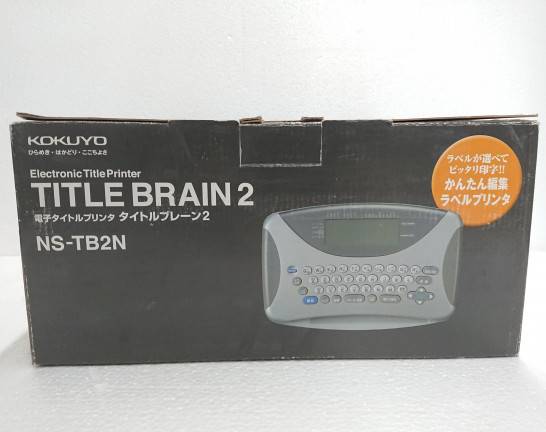 KOKUYO
ひらめき・はかどり・ここちよさ
Electronic Title Printer
TITLE BRAIN 2
電子タイトルプリンタ タイトルブレーン2
NS-TB2N
ラベルが選べて
ピッタリ印字!!
かんたん編集
ラベルプリンタ